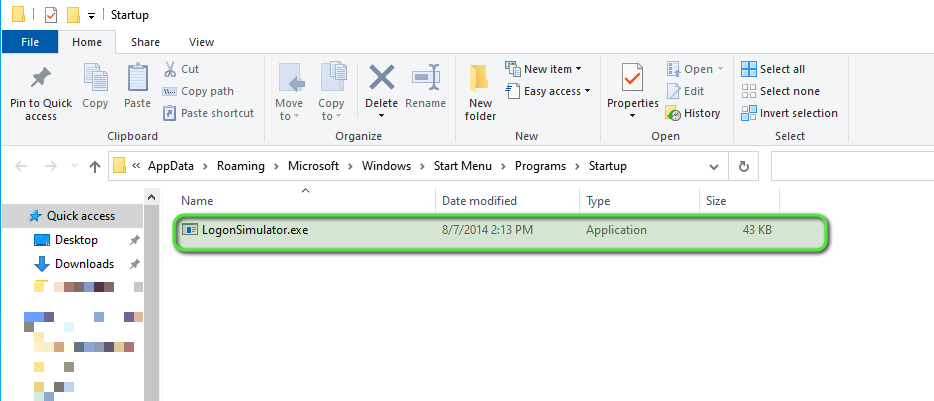 Startup
File Home Share View
Pin to Quick access
Copy
Paste
Cut
Copy path
Paste shortcut
Clipboard
Move to
Copy to
Delete
Rename
Organize
New folder
New item
Easy access
New
Properties
Open
Edit
History
Open
Select all
Select none
Invert selection
Select
« AppData > Roaming > Microsoft > Windows > Start Menu > Programs > Startup
Name Date modified Type Size
Quick access
Desktop
Downloads
LogonSimulator.exe 8/7/2014 2:13 PM Application 43 KB